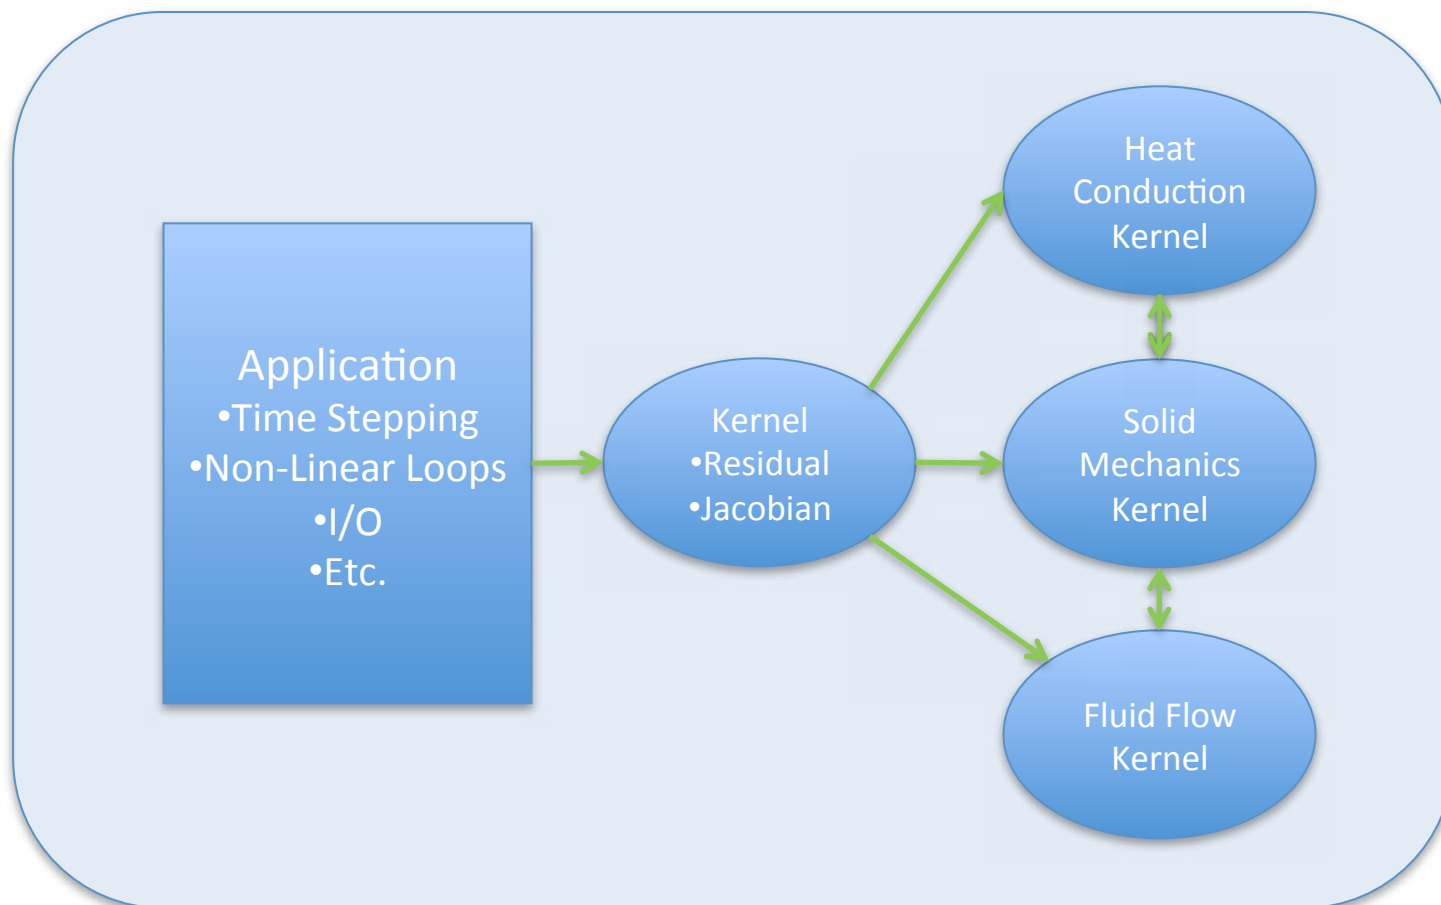 Application
•Time Stepping
•Non-Linear Loops
•I/O
•Etc.
Kernel
•Residual
•Jacobian
Heat
Conduction
Kernel
Solid
Mechanics
Kernel
Fluid Flow
Kernel